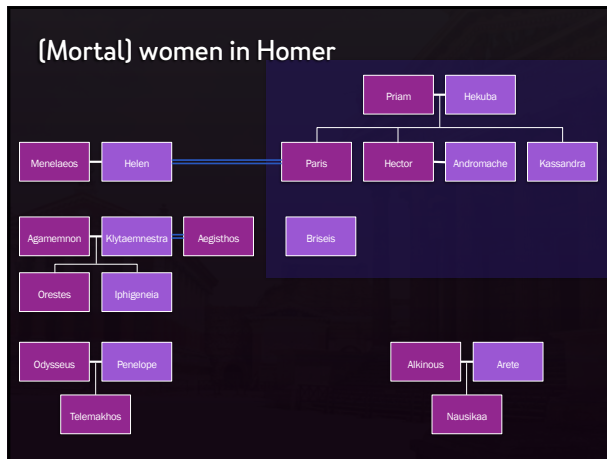 (Mortal) women in Homer
Priam
Hekuba
Menelaeos
Helen
Paris
Hector
Andromache
Kassandra
Agamemnon
Klytaemnestra
Aegisthos
Briseis
Orestes
Iphigeneia
Odysseus
Penelope
Alkinous
Arete
Telemakhos
Nausikaa